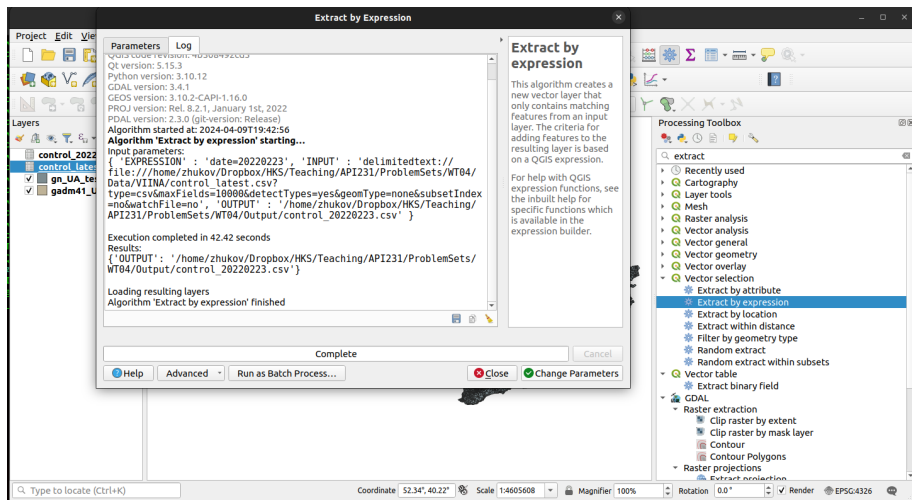 Extract by Expression
Project Edit Vie
Parameters Log
QGIS code revision: 4b368492cd3
Qt version: 5.15.3
Python version: 3.10.12
GDAL version: 3.4.1
GEOS version: 3.10.2-CAPI-1.16.0
PROJ version: Rel. 8.2.1, January 1st, 2022
PDAL version: 2.3.0 (git-version: Release)
Algorithm started at: 2024-04-09T19:42:56
Algorithm 'Extract by expression' starting...
Input parameters:
{ 'EXPRESSION' : 'date=20220223', 'INPUT' : 'delimitedtext://
file:///home/zhukov/Dropbox/HKS/Teaching/API231/ProblemSets/WT04/
Data/VIINA/control_latest.csv?
type=csv&maxFields=10000&detectTypes=yes&geomType=none&subsetIndex
=no&watchFile=no', 'OUTPUT' : '/home/zhukov/Dropbox/HKS/Teaching/
API231/ProblemSets/WT04/Output/control_20220223.csv' }
Execution completed in 42.42 seconds
Results:
{'OUTPUT': '/home/zhukov/Dropbox/HKS/Teaching/API231/ProblemSets/
WT04/Output/control_20220223.csv'}
Loading resulting layers
Algorithm 'Extract by expression' finished
Complete
Cancel
Help Advanced Run as Batch Process... Close Change Parameters
Extract by
expression
This algorithm creates a
new vector layer that
only contains matching
features from an input
layer. The criteria for
adding features to the
resulting layer is based
on a QGIS expression.
For help with QGIS
expression functions, see
the inbuilt help for
specific functions which
is available in the
expression builder.
Layers
control_2022
control_lates
gn_UA_te
gadm41_U
Processing Toolbox
extract
Recently used
Cartography
Layer tools
Mesh
Raster analysis
Vector analysis
Vector general
Vector geometry
Vector overlay
Vector selection
Extract by attribute
Extract by expression
Extract by location
Extract within distance
Filter by geometry type
Random extract
Random extract within subsets
Vector table
Extract binary field
GDAL
Raster extraction
Clip raster by extent
Clip raster by mask layer
Contour
Contour Polygons
Raster projections
Extract projection
Type to locate (Ctrl+K) Coordinate 52.34°, 40.22° Scale 1:4605608 Magnifier 100% Rotation 0.0° Render EPSG:4326